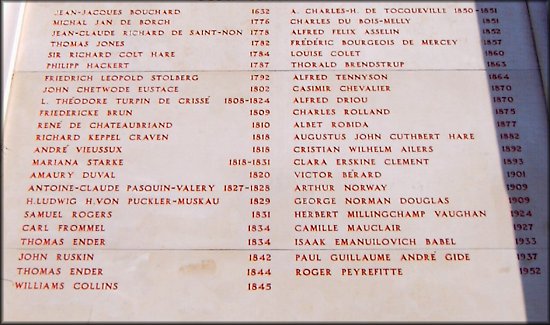 JEAN-JACQUES BOUCHARD 1632
MICHAL JAN DE BORCH 1776
JEAN-CLAUDE RICHARD DE SAINT-NON 1778
THOMAS JONES 1782
SIR RICHARD COLT HARE 1784
PHILIPP HACKERT 1787
FRIEDRICH LEOPOLD STOLBERG 1792
JOHN CHETWODE EUSTACE 1802
L. THÉODORE TURPIN DE CRISSÉ 1808-1824
FRIEDERICKE BRUN 1809
RENÉ DE CHATEAUBRIAND 1810
RICHARD KEPPEL CRAVEN 1818
ANDRÉ VIEUSSUX 1818
MARIANA STARKE 1818-1831
AMAURY DUVAL 1820
ANTOINE-CLAUDE PASQUIN-VALERY 1827-1828
H.LUDWIG H.VON PUCKLER-MUSKAU 1829
SAMUEL ROGERS 1831
CARL FROMMEL 1834
THOMAS ENDER 1834
JOHN RUSKIN 1842
THOMAS ENDER 1844
WILLIAMS COLLINS 1845
A. CHARLES-H. DE TOCQUEVILLE 1850-1851
CHARLES DU BOIS-MELLY 1851
ALFRED FELIX ASSELIN 1852
FRÉDÉRIC BOURGEOIS DE MERCEY 1857
LOUISE COLET 1860
THORALD BRENDSTRUP 1863
ALFRED TENNYSON 1864
CASIMIR CHEVALIER 1870
ALFRED DRIOU 1870
CHARLES ROLLAND 1875
ALBET ROBIDA 1877
AUGUSTUS JOHN CUTHBERT HARE 1882
CRISTIAN WILHELM AILERS 1892
CLARA ERSKINE CLEMENT 1893
VICTOR BÉRARD 1901
ARTHUR NORWAY 1909
GEORGE NORMAN DOUGLAS 1909
HERBERT MILLINGCHAMP VAUGHAN 1924
CAMILLE MAUCLAIR 1927
ISAAK EMANUILOVICH BABEL 1933
PAUL GUILLAUME ANDRÉ GIDE 1937
ROGER PEYREFITTE 1952